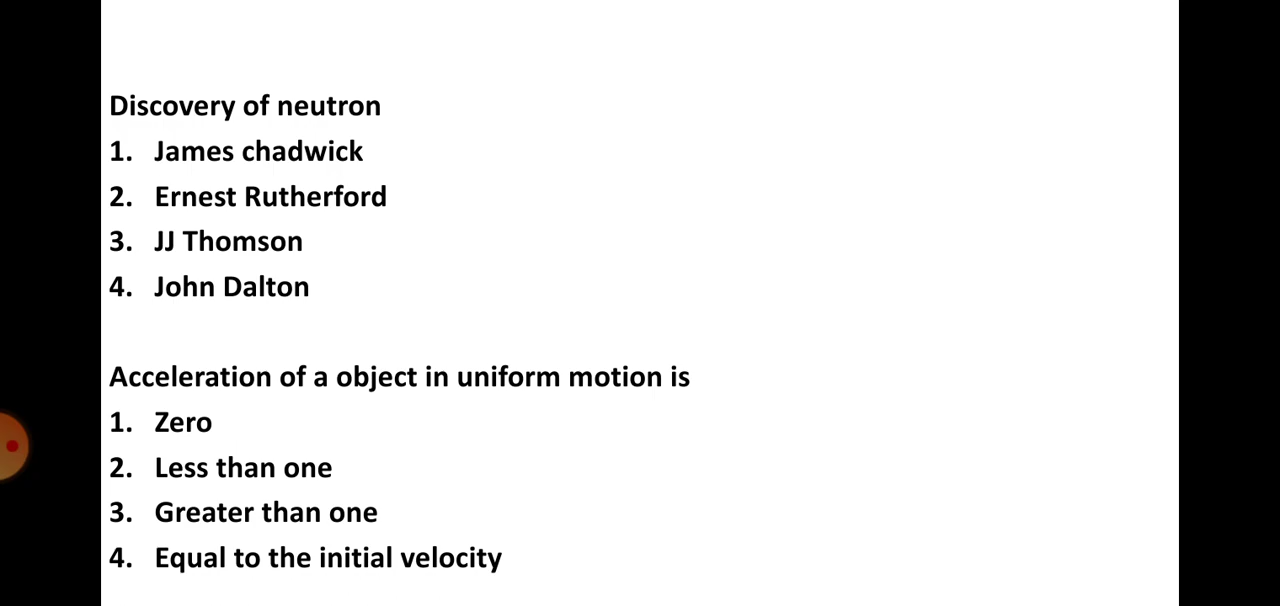 Discovery of neutron
1. James chadwick
2. Ernest Rutherford
3. JJ Thomson
4. John Dalton
Acceleration of a object in uniform motion is
1. Zero
2. Less than one
3. Greater than one
4. Equal to the initial velocity